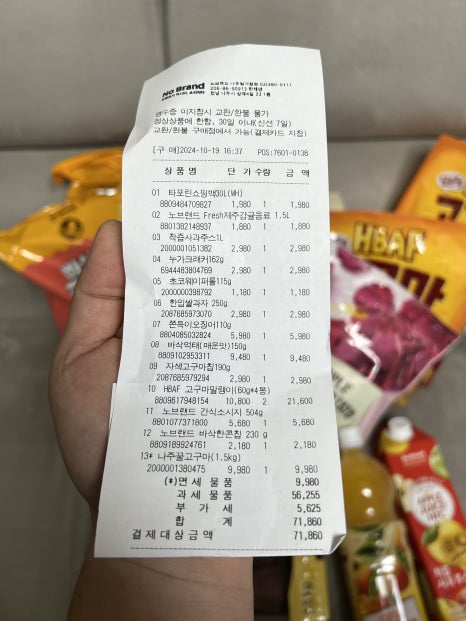 No Brand
영수증 미지참시 교환/환불 불가
정상상품에 한함, 30일 이내(신선 7일)
교환/환불 구매점에서 가능(결제카드 지참)
[구 매]2024-10-19 16:37 POS:7601-0138
상 품 명 단 가 수량 금 액
01 타포린쇼핑백30L(WH)
8809484709827 1,980 1 1,980
02 노브랜드 Fresh제주감귤음료 1.5L
8801382148937 1,880 1 1,880
03 착즙사과주스1L
2000001051382 2,980 1 2,980
04 누가크래커162g
6944483804769 2,980 1 2,980
05 초코웨이퍼롤115g
2000000398792 1,180 1 1,180
06 한입쌀과자 250g
2087685973070 2,980 1 2,980
07 쫀득이오징어110g
8804085032824 5,980 1 5,980
08 바삭먹태(매운맛)150g
8809102953311 9,480 1 9,480
09 자색고구마칩190g
2087685979294 2,980 1 2,980
10 HBAF 고구마말랭이(60g*4봉)
8809617948154 10,800 2 21,600
11 노브랜드 간식소시지 504g
8801077371800 5,680 1 5,680
12 노브랜드 바삭한콘칩 230 g
8809189924761 2,180 1 2,180
13* 나주꿀고구마(1.5kg)
2000001380475 9,980 1 9,980
(*)면 세 물 품 9,980
과 세 물 품 56,255
부 가 세 5,625
합 계 71,860
결 제 대 상 금 액 71,860
HBAF